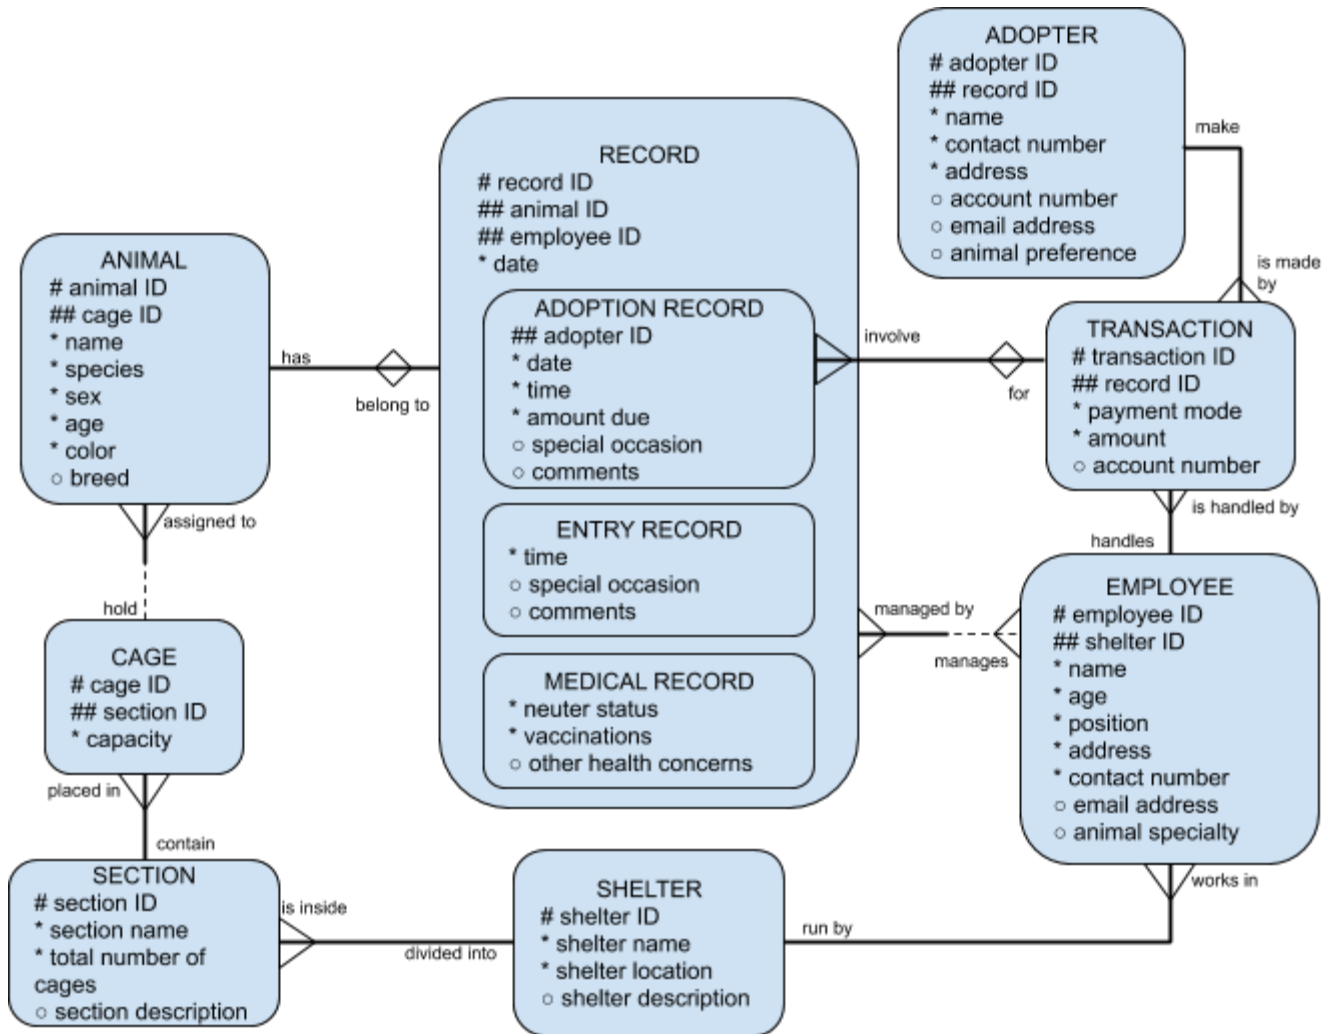 ADOPTER
# adopter ID
## record ID
* name
* contact number
* address
○ account number
○ email address
○ animal preference
make
is made
by
RECORD
# record ID
## animal ID
## employee ID
* date
ADOPTION RECORD
## adopter ID
* date
* time
* amount due
○ special occasion
○ comments
ENTRY RECORD
* time
○ special occasion
○ comments
MEDICAL RECORD
* neuter status
* vaccinations
○ other health concerns
ANIMAL
# animal ID
## cage ID
* name
* species
* sex
* age
* color
○ breed
has
belong to
involve
for
TRANSACTION
# transaction ID
## record ID
* payment mode
* amount
○ account number
is handled by
handles
assigned to
hold
CAGE
# cage ID
## section ID
* capacity
placed in
contain
managed by
manages
EMPLOYEE
# employee ID
## shelter ID
* name
* age
* position
* address
* contact number
○ email address
○ animal specialty
works in
SECTION
# section ID
* section name
* total number of
cages
○ section description
is inside
divided into
SHELTER
# shelter ID
* shelter name
* shelter location
○ shelter description
run by